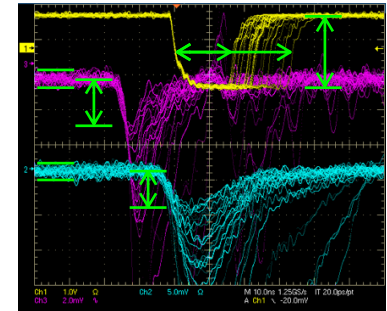 1
3
2
Ch1 1.0V Ω Ch2 5.0mV Ω M 10.0ns 1.25GS/s IT 20.0ps/pt
Ch3 2.0mV Ω A Ch1 \ -20.0mV